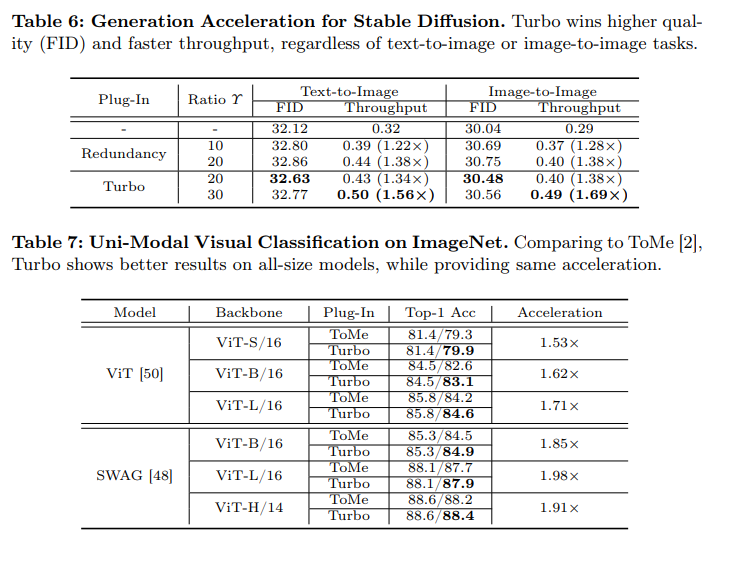 Table 6: Generation Acceleration for Stable Diffusion. Turbo wins higher qual-
ity (FID) and faster throughput, regardless of text-to-image or image-to-image tasks.
Plug-In Ratio ϒ Text-to-Image Image-to-Image
FID Throughput FID Throughput
- - 32.12 0.32 30.04 0.29
Redundancy 10 32.80 0.39 (1.22×) 30.69 0.37 (1.28×)
20 32.86 0.44 (1.38×) 30.75 0.40 (1.38×)
Turbo 20 32.63 0.43 (1.34×) 30.48 0.40 (1.38×)
30 32.77 0.50 (1.56×) 30.56 0.49 (1.69×)
Table 7: Uni-Modal Visual Classification on ImageNet. Comparing to ToMe [2],
Turbo shows better results on all-size models, while providing same acceleration.
Model Backbone Plug-In Top-1 Acc Acceleration
ViT [50] ViT-S/16 ToMe 81.4/79.3 1.53×
Turbo 81.4/79.9
ViT-B/16 ToMe 84.5/82.6 1.62×
Turbo 84.5/83.1
ViT-L/16 ToMe 85.8/84.2 1.71×
Turbo 85.8/84.6
SWAG [48] ViT-B/16 ToMe 85.3/84.5 1.85×
Turbo 85.3/84.9
ViT-L/16 ToMe 88.1/87.7 1.98×
Turbo 88.1/87.9
ViT-H/14 ToMe 88.6/88.2 1.91×
Turbo 88.6/88.4